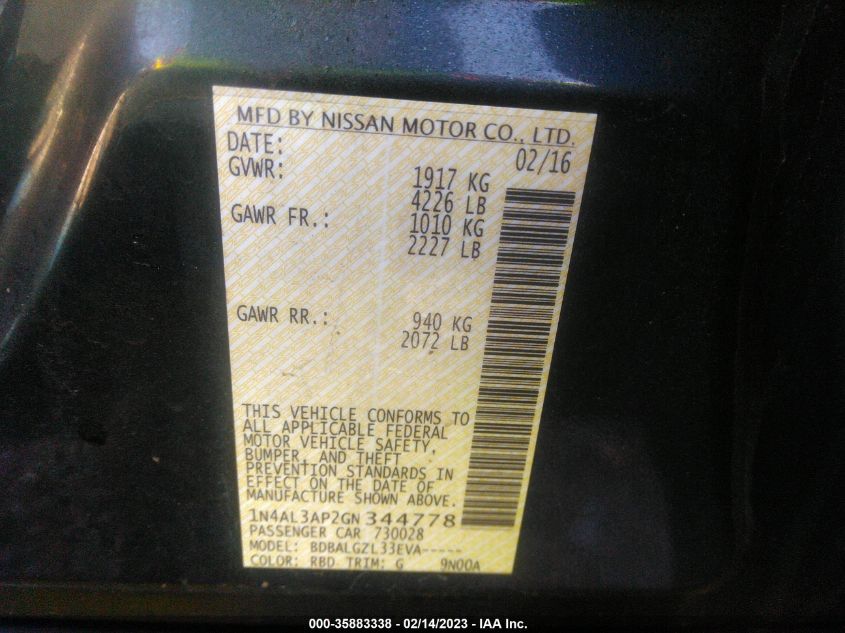 MFD BY NISSAN MOTOR CO., LTD.
DATE: 02/16
GVWR: 1917 KG
4226 LB
GAWR FR.: 1010 KG
2227 LB
GAWR RR.: 940 KG
2072 LB
THIS VEHICLE CONFORMS TO
ALL APPLICABLE FEDERAL
MOTOR VEHICLE SAFETY,
BUMPER, AND THEFT
PREVENTION STANDARDS IN
EFFECT ON THE DATE OF
MANUFACTURE SHOWN ABOVE.
1N4AL3AP2GN344778
PASSENGER CAR 730028
MODEL: BDBALGZL33EVA-----
COLOR: RBD TRIM: G 9N00A
000-35883338 - 02/14/2023 - IAA Inc.